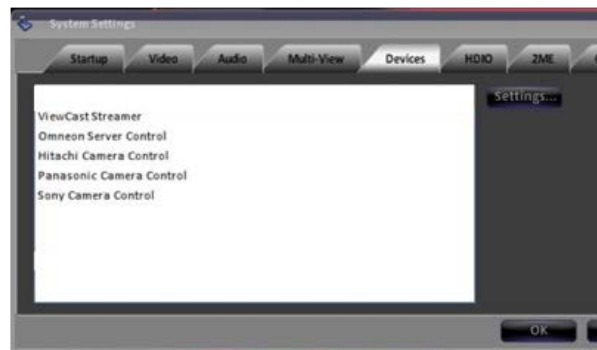 System Settings
Startup Video Audio Multi-View Devices HDIO 2ME
Settings...
ViewCast Streamer
Omneon Server Control
Hitachi Camera Control
Panasonic Camera Control
Sony Camera Control
OK